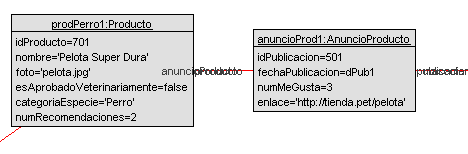 prodPerro1:Producto
idProducto=701
nombre='Pelota Super Dura'
foto='pelota.jpg'
esAprobadoVeterinariamente=false
categoriaEspecie='Perro'
numRecomendaciones=2
anuncioProd1:AnuncioProducto
idPublicacion=501
fechaPublicacion=dPub1
numMeGusta=3
enlace='http://tienda.pet/pelota'